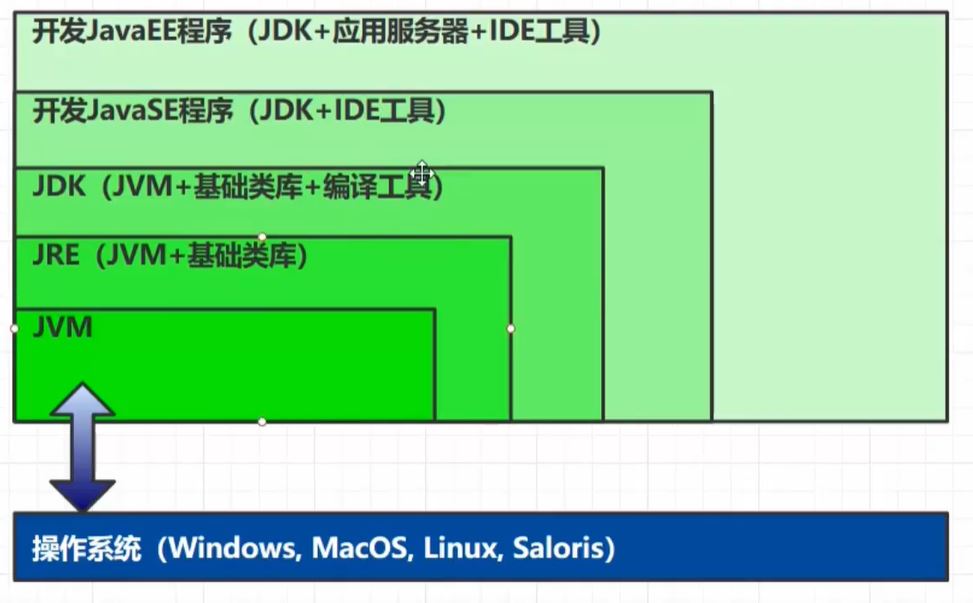 开发JavaEE程序（JDK+应用服务器+IDE工具）
开发JavaSE程序（JDK+IDE工具）
JDK（JVM+基础类库+编译工具）
JRE（JVM+基础类库）
JVM
操作系统（Windows, MacOS, Linux, Saloris）